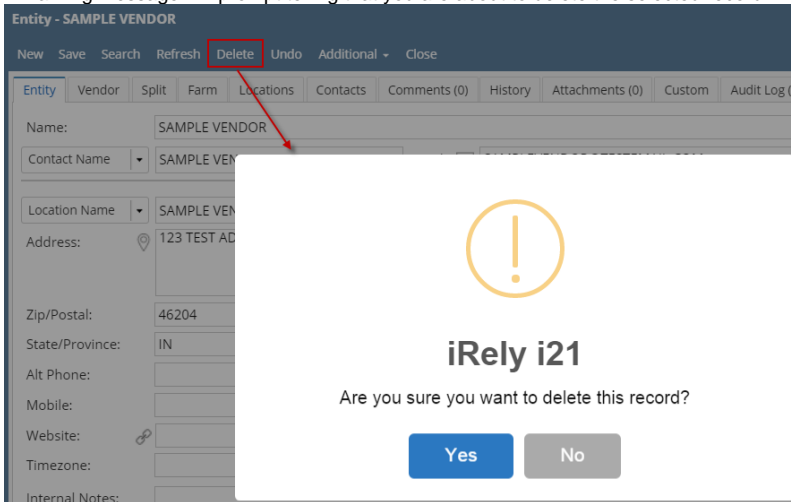 Entity - SAMPLE VENDOR
New Save Search Refresh Delete Undo Additional Close
Entity Vendor Split Farm Locations Contacts Comments (0) History Attachments (0) Custom Audit Log (
Name: SAMPLE VENDOR
Contact Name SAMPLE VEN
Location Name SAMPLE VEN
Address: 123 TEST AD
Zip/Postal: 46204
State/Province: IN
Alt Phone:
Mobile:
Website:
Timezone:
Internal Notes:
iRely i21
Are you sure you want to delete this record?
Yes No